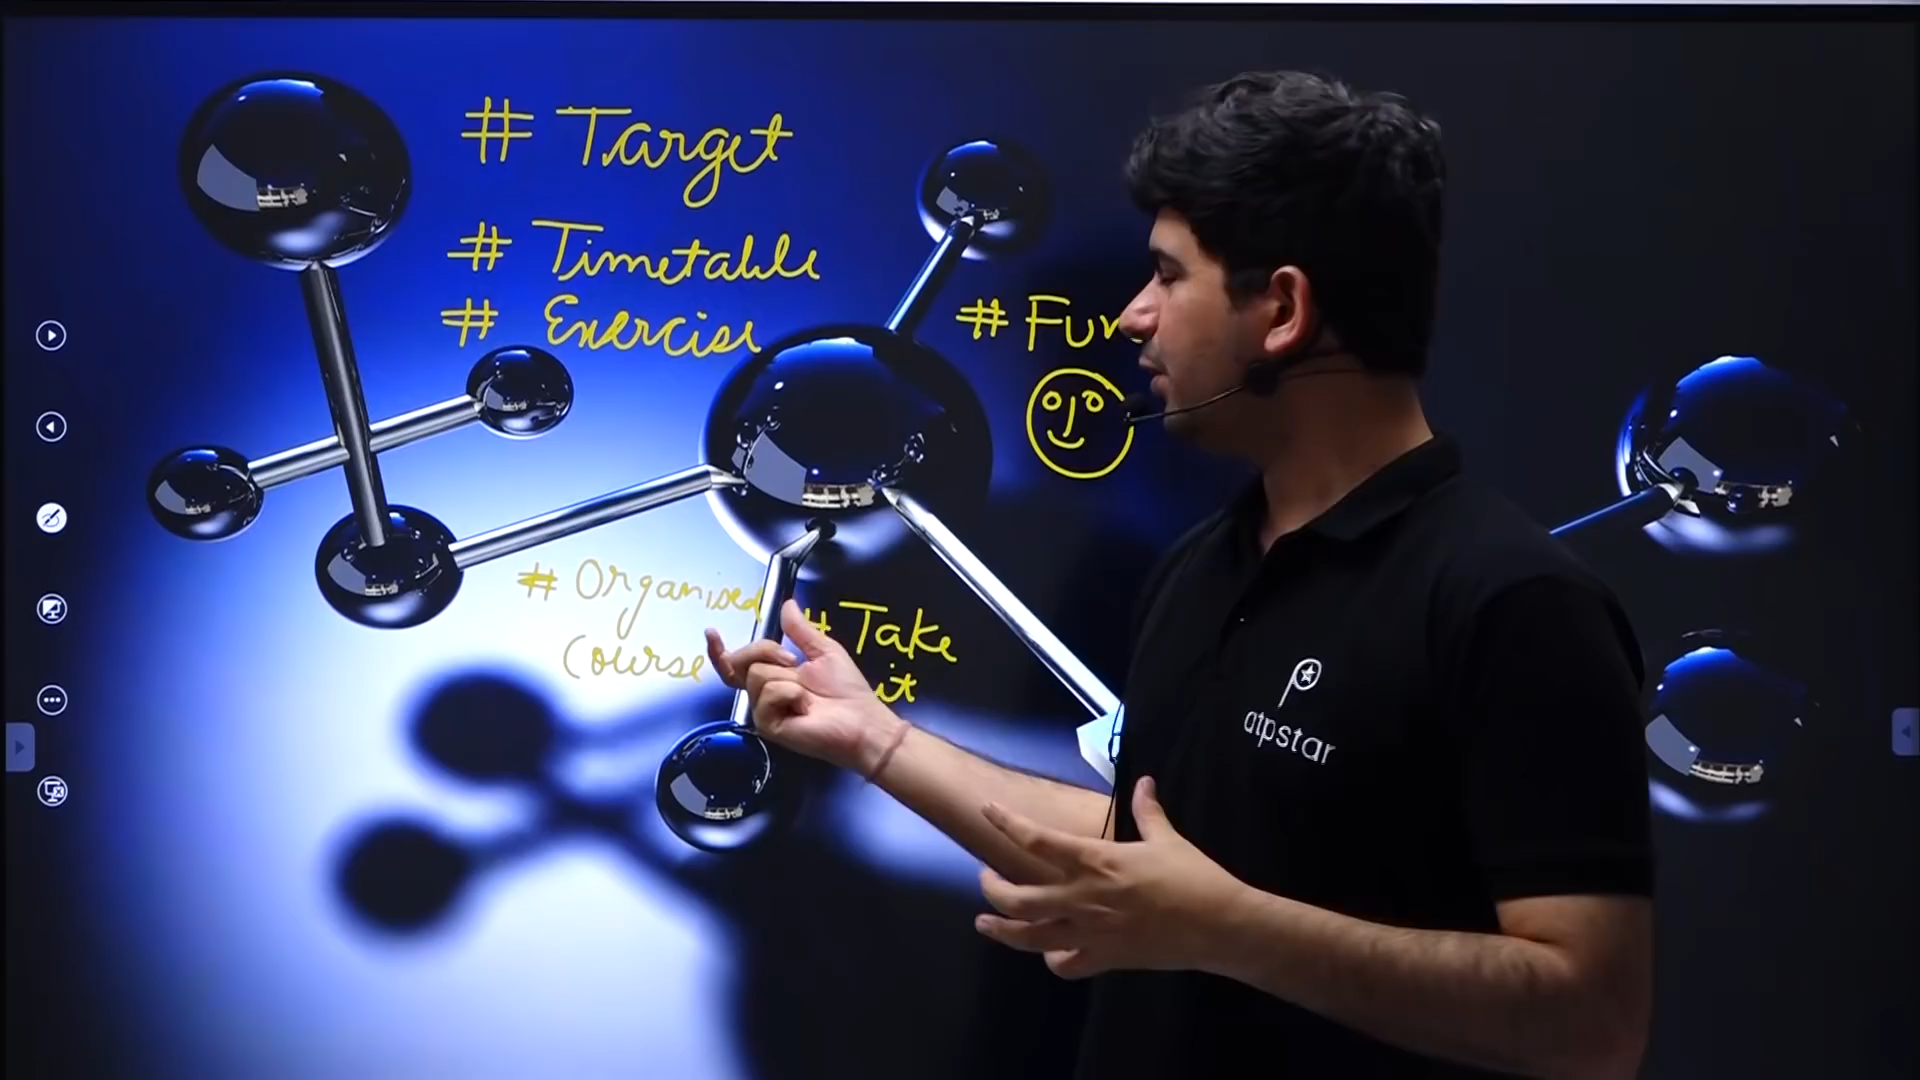 # Target
# Timetable
# Exercise
# Fun
# Organised
Course
# Take
it
atpstar